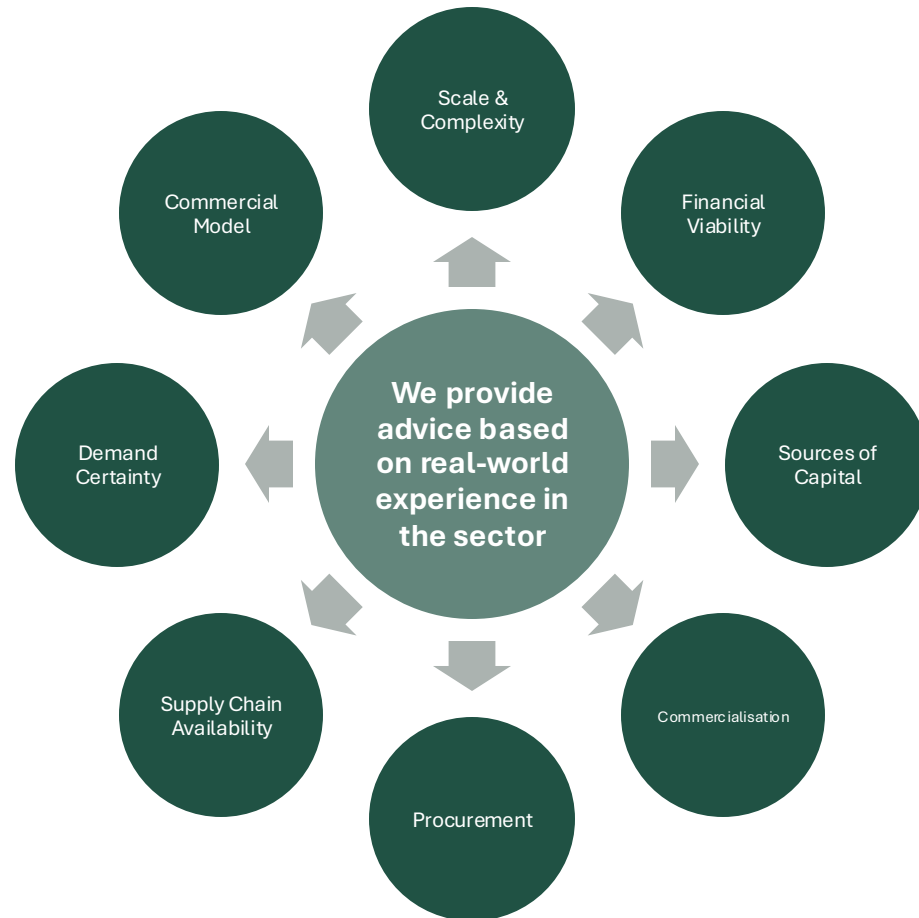 Scale &
Complexity
Commercial
Model
Financial
Viability
We provide
advice based
on real-world
experience in
the sector
Demand
Certainty
Sources of
Capital
Supply Chain
Availability
Commercialisation
Procurement